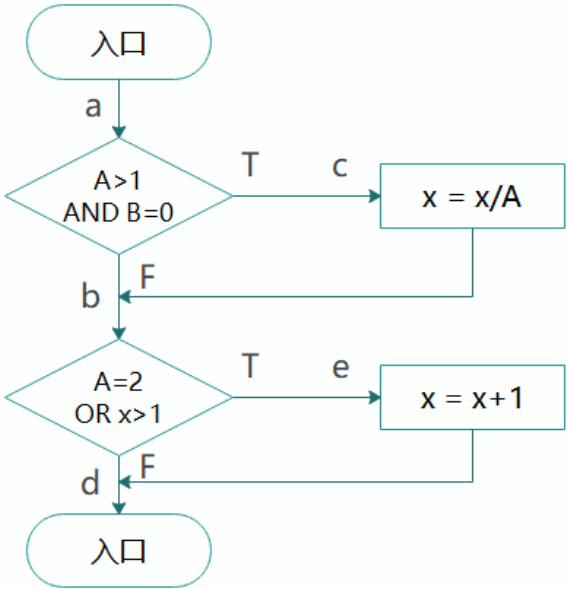 入口
a
A>1
AND B=0
T
c
x = x/A
F
b
A=2
OR x>1
T
e
x = x+1
F
d
入口